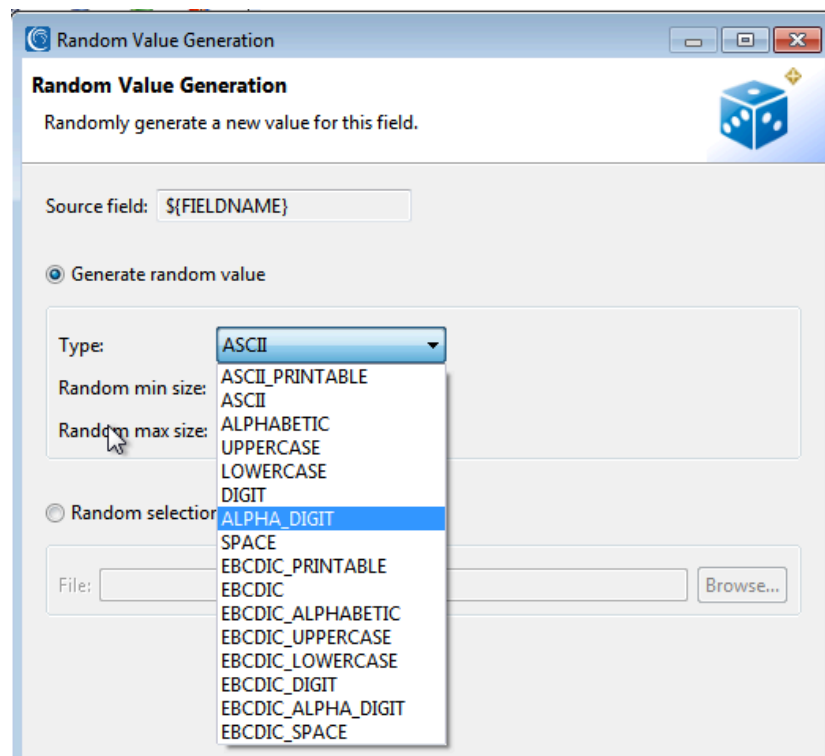 Random Value Generation
Random Value Generation
Randomly generate a new value for this field.
Source field: ${FIELDNAME}
Generate random value
Type: ASCII
ASCII_PRINTABLE
Random min size:
ASCII
ALPHABETIC
Random max size:
UPPERCASE
LOWERCASE
DIGIT
Random selection
ALPHA_DIGIT
SPACE
EBCDIC_PRINTABLE
File:
Browse...
EBCDIC
EBCDIC_ALPHABETIC
EBCDIC_UPPERCASE
EBCDIC_LOWERCASE
EBCDIC_DIGIT
EBCDIC_ALPHA_DIGIT
EBCDIC_SPACE